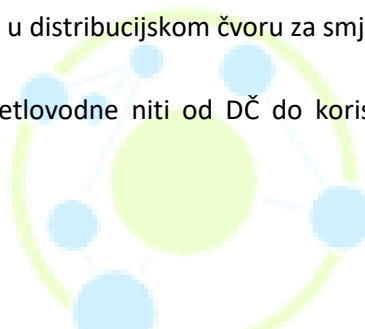 u distribucijskom čvoru za smj
etlovodne niti od DČ do koris